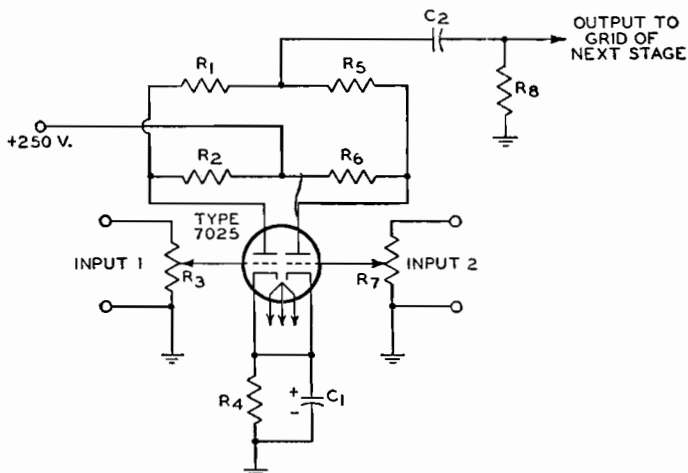 C2
OUTPUT TO
GRID OF
NEXT STAGE
R1
R5
R8
+250 V.
R2
R6
TYPE
7025
INPUT 1
R3
R7
INPUT 2
R4
+
-
C1